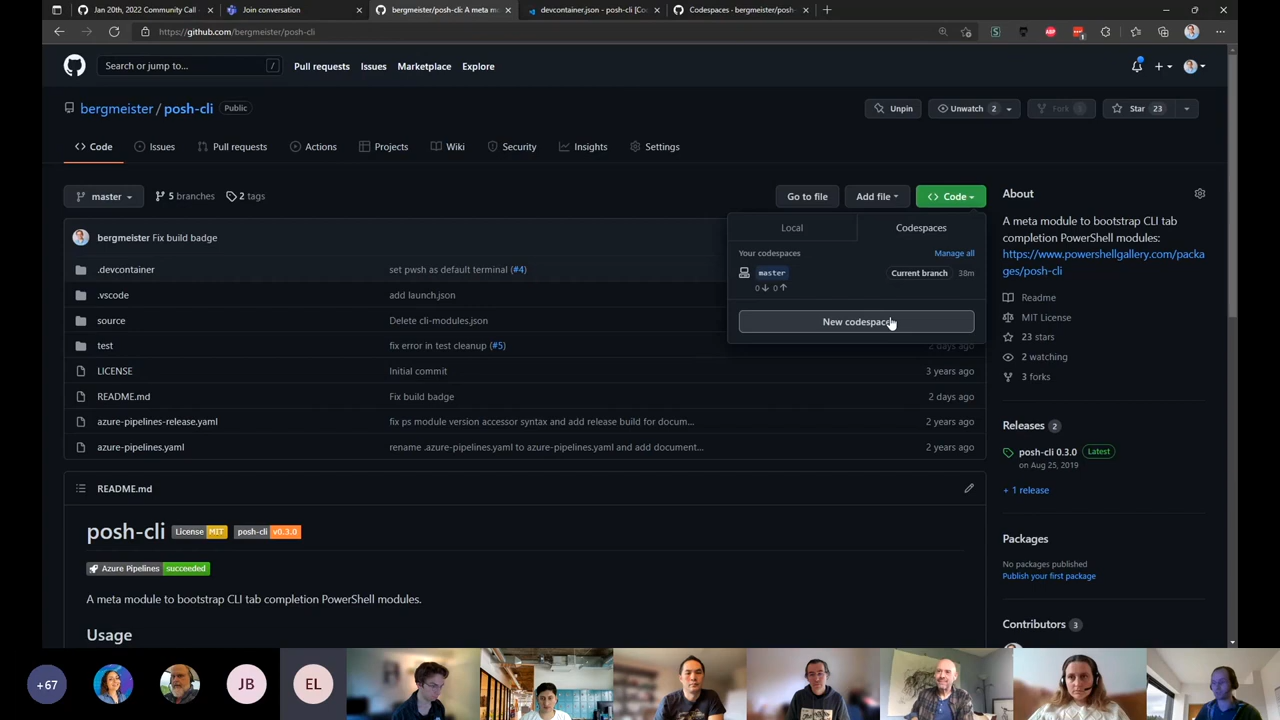 Jan 20th, 2022 Community Call
Join conversation
bergmeister/posh-cli: A meta m
devcontainer.json - posh-cli [Co
Codespaces - bergmeister/posh-
https://github.com/bergmeister/posh-cli
Search or jump to...
/
Pull requests
Issues
Marketplace
Explore
bergmeister / posh-cli
Public
Unpin
Unwatch 2
Fork 3
Star 23
Code
Issues
Pull requests
Actions
Projects
Wiki
Security
Insights
Settings
master
5 branches
2 tags
Go to file
Add file
Code
Local
Codespaces
Your codespaces
Manage all
master
Current branch
38m
0 0
New codespace
bergmeister Fix build badge
.devcontainer
set pwsh as default terminal (#4)
.vscode
add launch.json
source
Delete cli-modules.json
test
fix error in test cleanup (#5)
2 days ago
LICENSE
Initial commit
3 years ago
README.md
Fix build badge
2 days ago
azure-pipelines-release.yaml
fix ps module version accessor syntax and add release build for docum...
2 years ago
azure-pipelines.yaml
rename .azure-pipelines.yaml to azure-pipelines.yaml and add document...
2 years ago
README.md
posh-cli
License MIT
posh-cli v0.3.0
Azure Pipelines succeeded
A meta module to bootstrap CLI tab completion PowerShell modules.
Usage
About
A meta module to bootstrap CLI tab
completion PowerShell modules:
https://www.powershellgallery.com/packa
ges/posh-cli
Readme
MIT License
23 stars
2 watching
3 forks
Releases 2
posh-cli 0.3.0
Latest
on Aug 25, 2019
+ 1 release
Packages
No packages published
Publish your first package
Contributors 3
+67
JB
EL